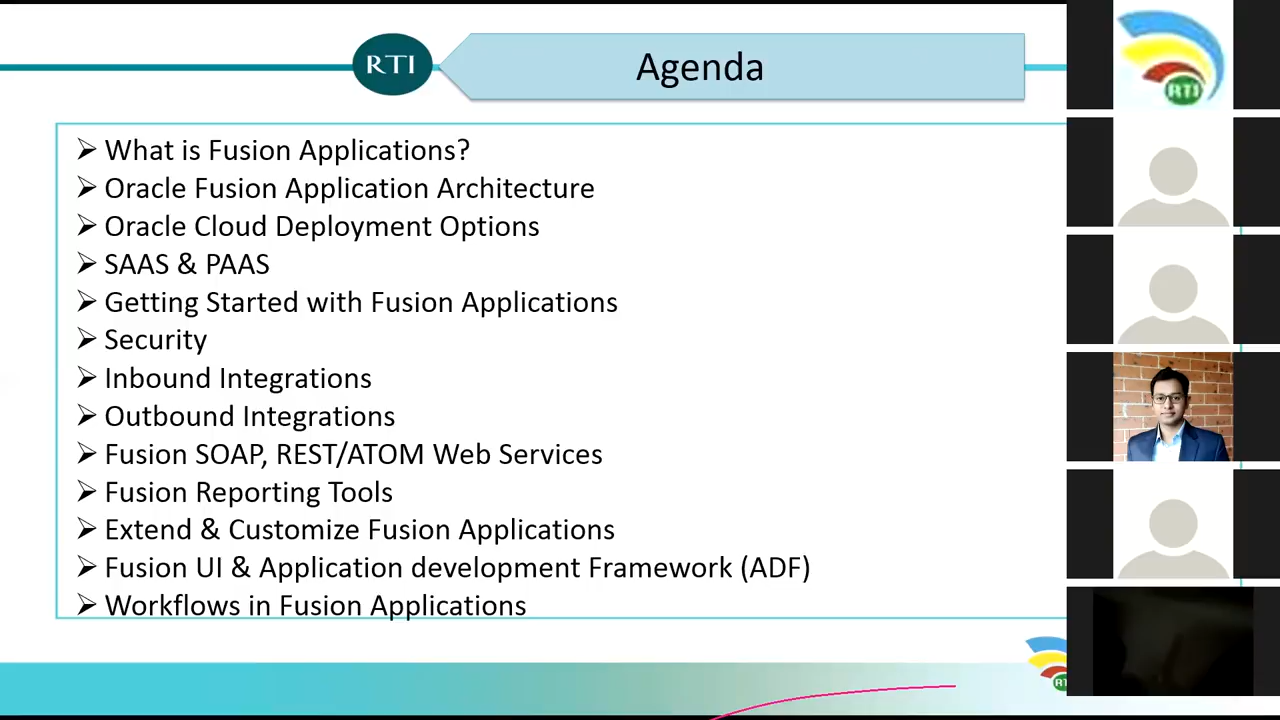 RTI
Agenda
RTI
What is Fusion Applications?
Oracle Fusion Application Architecture
Oracle Cloud Deployment Options
SAAS & PAAS
Getting Started with Fusion Applications
Security
Inbound Integrations
Outbound Integrations
Fusion SOAP, REST/ATOM Web Services
Fusion Reporting Tools
Extend & Customize Fusion Applications
Fusion UI & Application development Framework (ADF)
Workflows in Fusion Applications